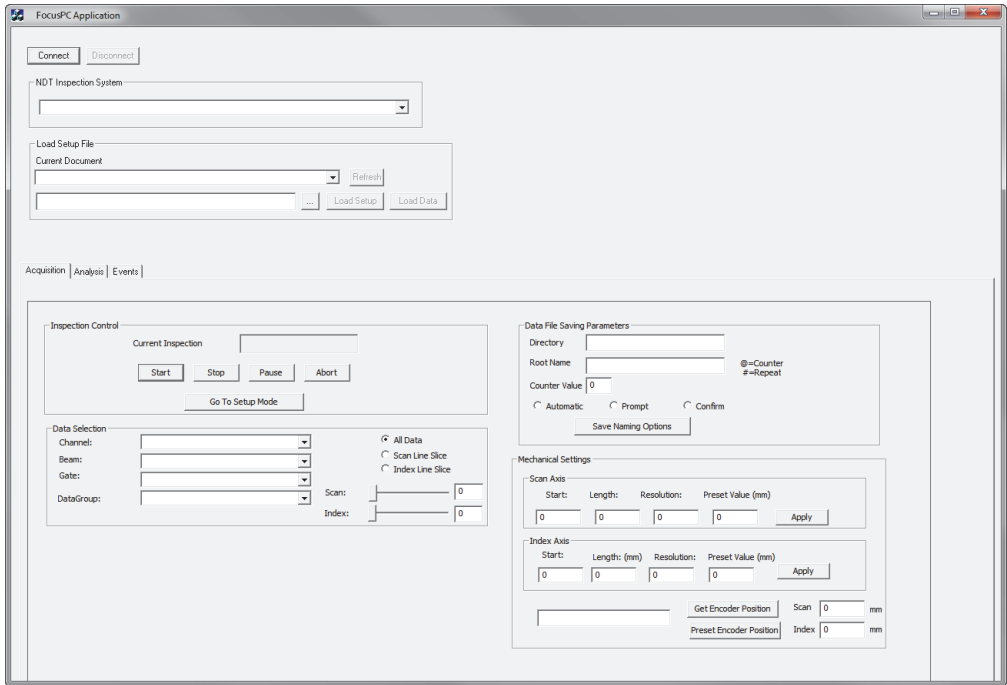 FocusPC Application
Connect Disconnect
NDT Inspection System
Load Setup File
Current Document
Refresh
... Load Setup Load Data
Acquisition Analysis Events
Inspection Control
Current Inspection
Start Stop Pause Abort
Go To Setup Mode
Data Selection
Channel:
Beam:
Gate:
DataGroup:
All Data
Scan Line Slice
Index Line Slice
Scan: 0
Index: 0
Data File Saving Parameters
Directory
Root Name @=Counter
#=Repeat
Counter Value 0
Automatic Prompt Confirm
Save Naming Options
Mechanical Settings
Scan Axis
Start: Length: Resolution: Preset Value (mm)
0 0 0 0 Apply
Index Axis
Start: Length: (mm) Resolution: Preset Value (mm)
0 0 0 0 Apply
Get Encoder Position Scan 0 mm
Preset Encoder Position Index 0 mm